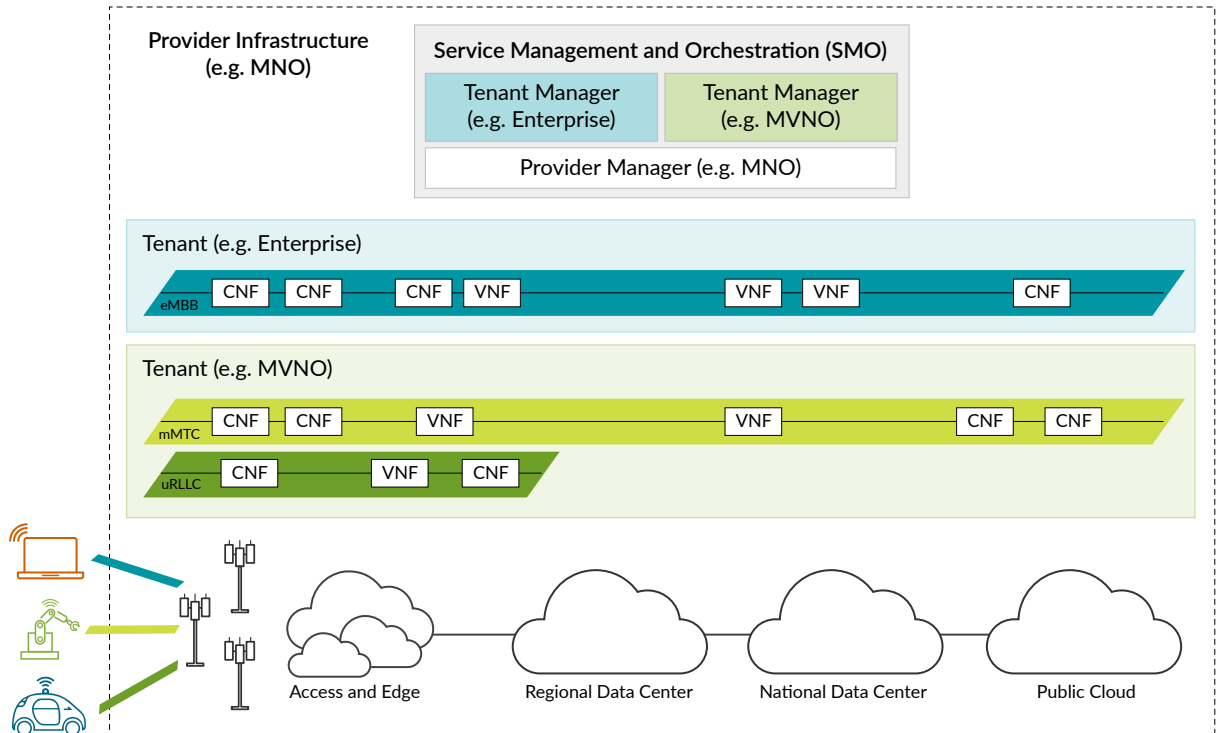 Provider Infrastructure
(e.g. MNO)
Service Management and Orchestration (SMO)
Tenant Manager
(e.g. Enterprise)
Tenant Manager
(e.g. MVNO)
Provider Manager (e.g. MNO)
Tenant (e.g. Enterprise)
eMBB CNF CNF CNF VNF VNF VNF CNF
Tenant (e.g. MVNO)
mMTC CNF CNF VNF VNF CNF CNF
uRLLC CNF VNF CNF
Access and Edge
Regional Data Center
National Data Center
Public Cloud